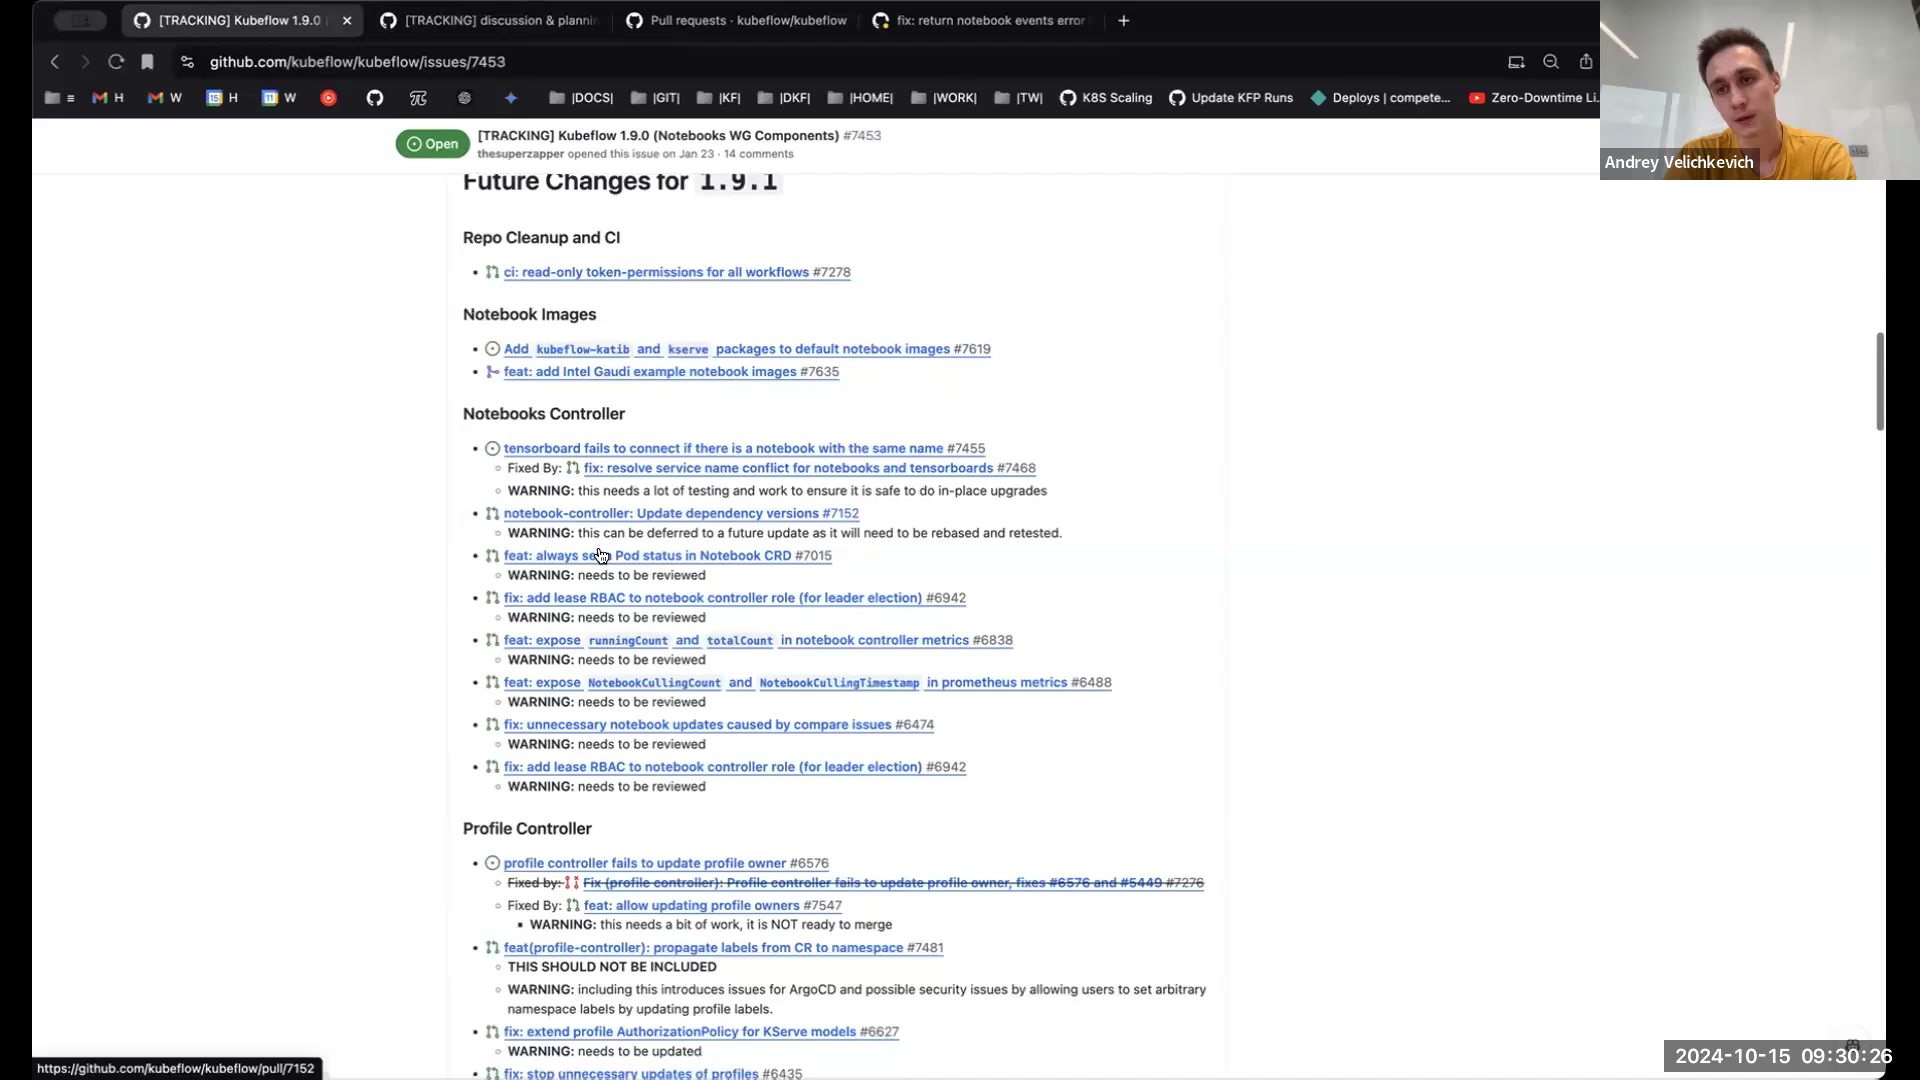 [TRACKING] Kubeflow 1.9.0
[TRACKING] discussion & plannin
Pull requests · kubeflow/kubeflow
fix: return notebook events error
github.com/kubeflow/kubeflow/issues/7453
H
W
H
W
|DOCS|
|GIT|
|KF|
|DKF|
|HOME|
|WORK|
|TW|
K8S Scaling
Update KFP Runs
Deploys | compete...
Zero-Downtime Li...
Andrey Velichkevich
Open
[TRACKING] Kubeflow 1.9.0 (Notebooks WG Components) #7453
thesuperzapper opened this issue on Jan 23 · 14 comments
Future Changes for 1.9.1
Repo Cleanup and CI
ci: read-only token-permissions for all workflows #7278
Notebook Images
Add kubeflow-katib and kserve packages to default notebook images #7619
feat: add Intel Gaudi example notebook images #7635
Notebooks Controller
tensorboard fails to connect if there is a notebook with the same name #7455
Fixed By: fix: resolve service name conflict for notebooks and tensorboards #7468
WARNING: this needs a lot of testing and work to ensure it is safe to do in-place upgrades
notebook-controller: Update dependency versions #7152
WARNING: this can be deferred to a future update as it will need to be rebased and retested.
feat: always Pod status in Notebook CRD #7015
WARNING: needs to be reviewed
fix: add lease RBAC to notebook controller role (for leader election) #6942
WARNING: needs to be reviewed
feat: expose runningCount and totalCount in notebook controller metrics #6838
WARNING: needs to be reviewed
feat: expose NotebookCullingCount and NotebookCullingTimestamp in prometheus metrics #6488
WARNING: needs to be reviewed
fix: unnecessary notebook updates caused by compare issues #6474
WARNING: needs to be reviewed
fix: add lease RBAC to notebook controller role (for leader election) #6942
WARNING: needs to be reviewed
Profile Controller
profile controller fails to update profile owner #6576
Fixed by: Fix (profile controller): Profile controller fails to update profile owner, fixes #6576 and #5449 #7276
Fixed By: feat: allow updating profile owners #7547
WARNING: this needs a bit of work, it is NOT ready to merge
feat(profile-controller): propagate labels from CR to namespace #7481
THIS SHOULD NOT BE INCLUDED
WARNING: including this introduces issues for ArgoCD and possible security issues by allowing users to set arbitrary
namespace labels by updating profile labels.
fix: extend profile AuthorizationPolicy for KServe models #6627
WARNING: needs to be updated
fix: stop unnecessary updates of profiles #6435
https://github.com/kubeflow/kubeflow/pull/7152
2024-10-15 09:30:26